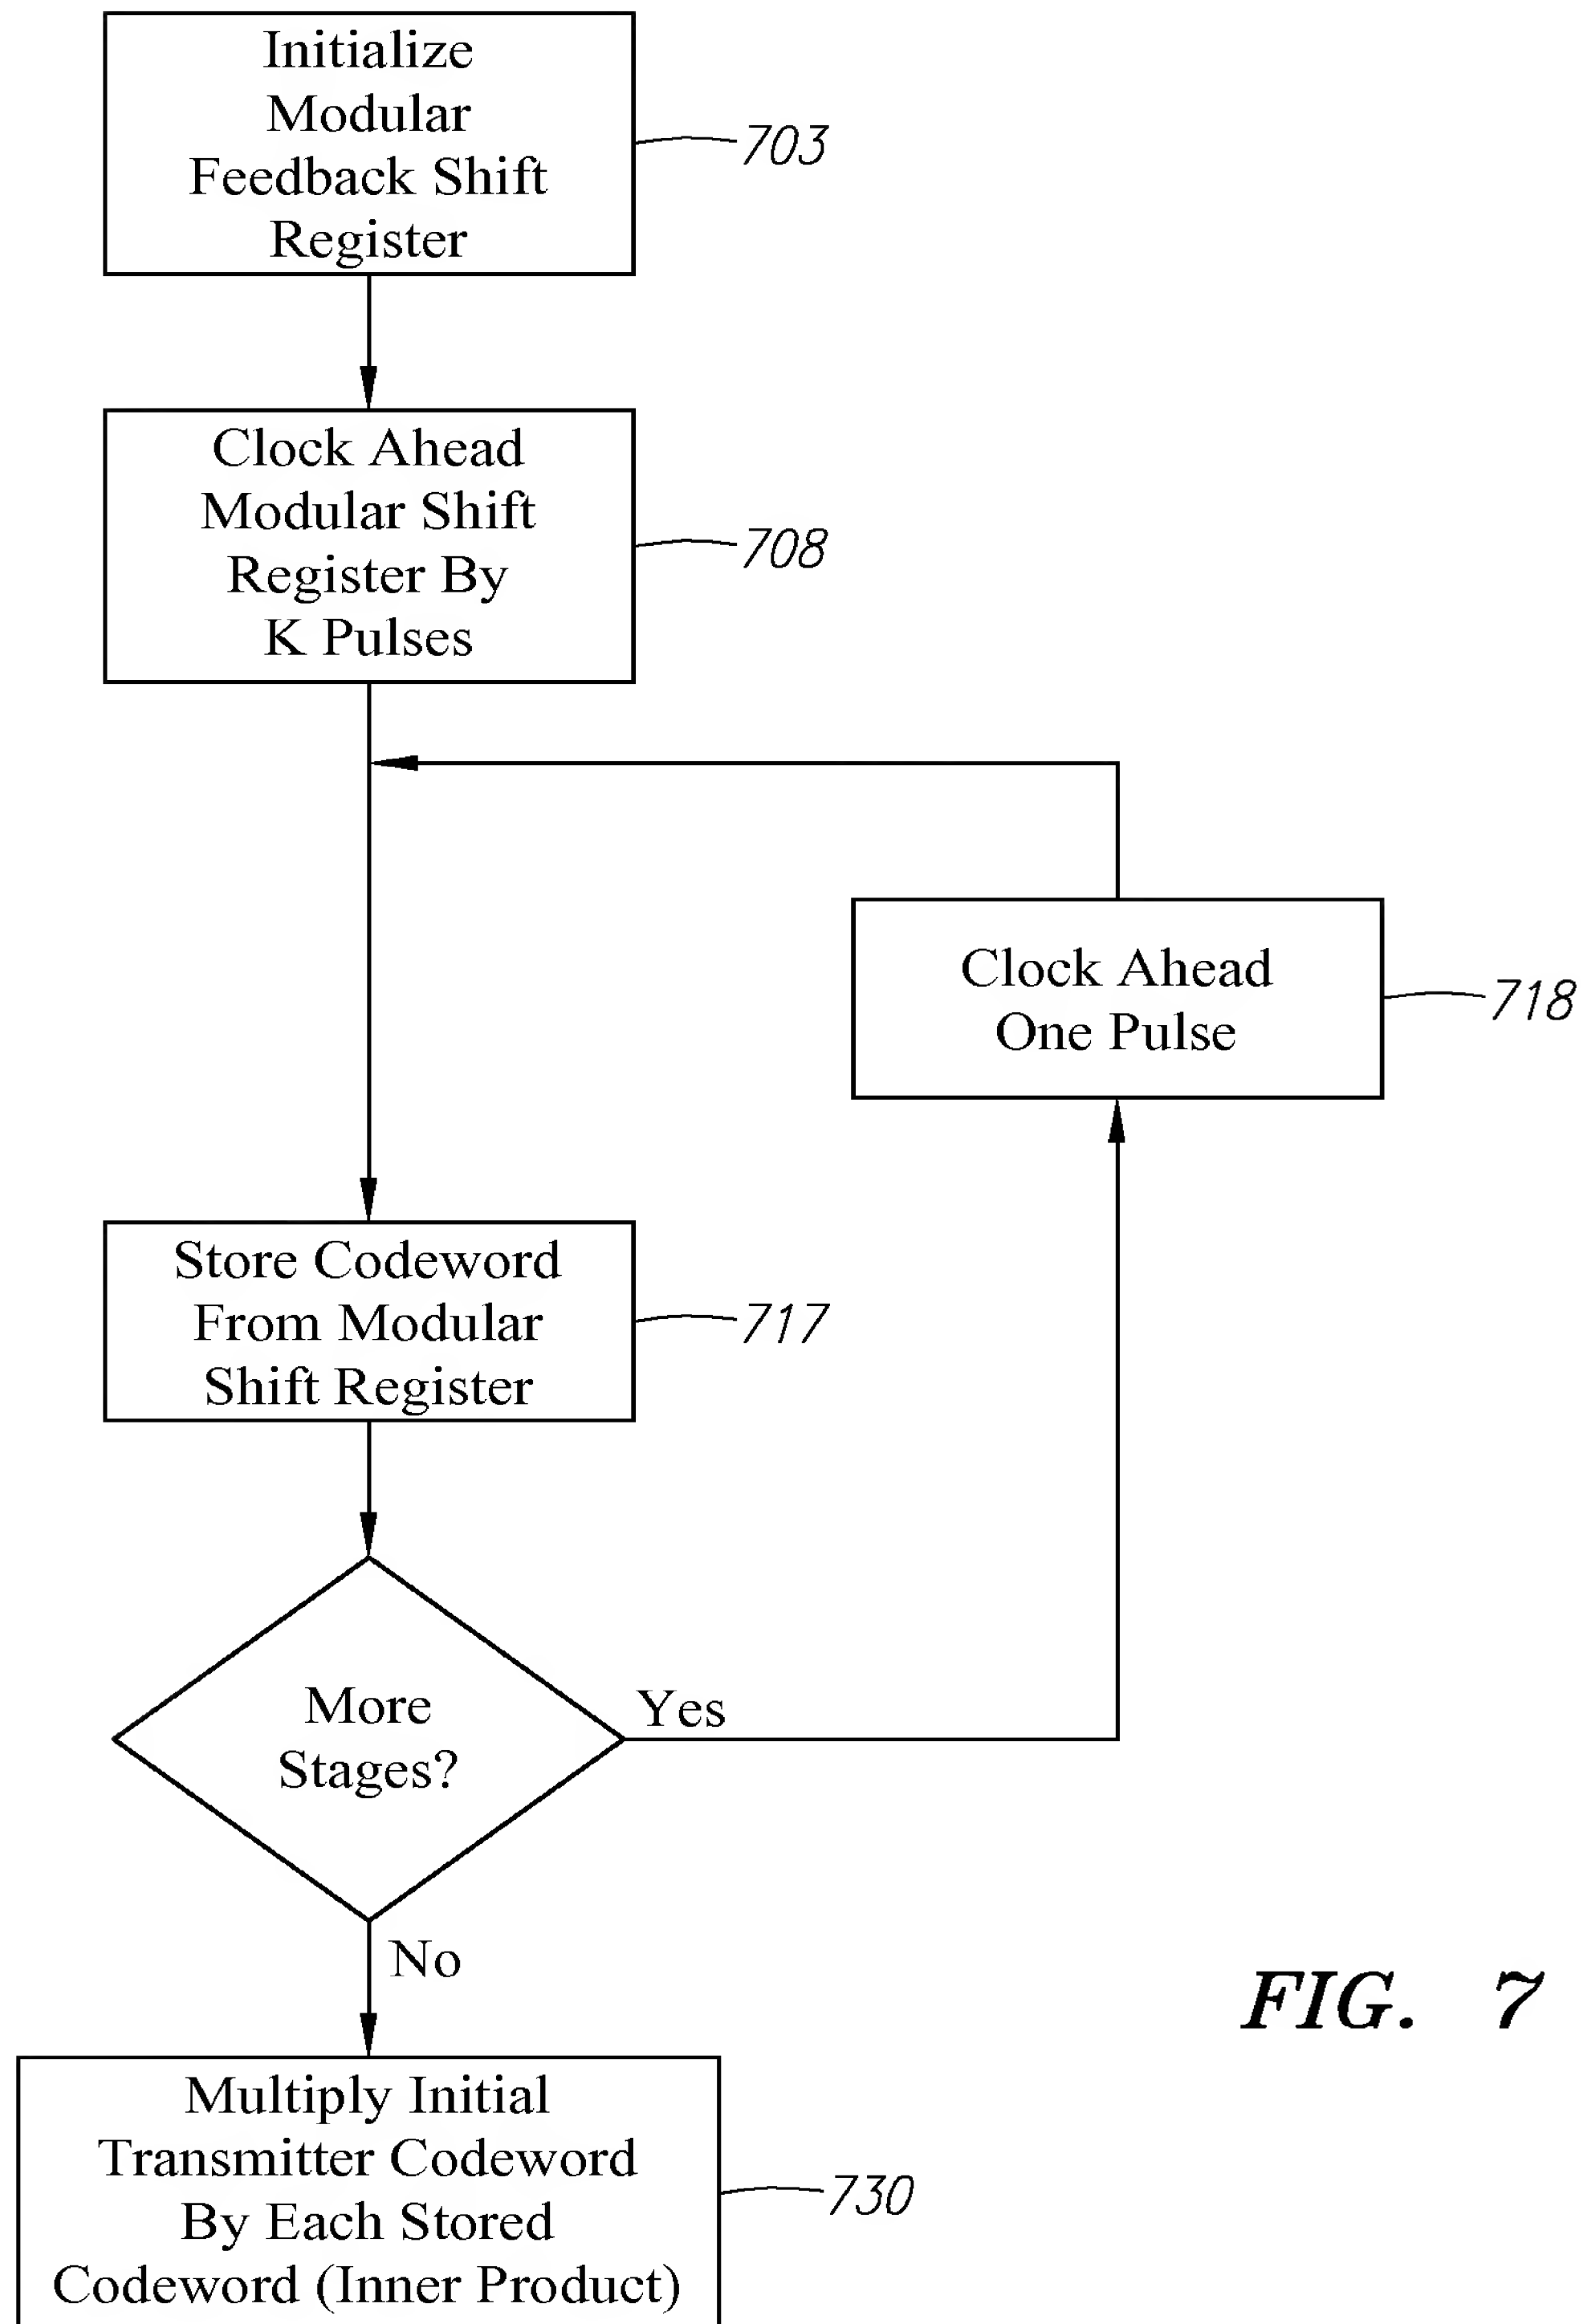 Initialize
Modular
Feedback Shift
Register
703
Clock Ahead
Modular Shift
Register By
K Pulses
708
Clock Ahead
One Pulse
718
Store Codeword
From Modular
Shift Register
717
More
Stages?
Yes
No
FIG. 7
Multiply Initial
Transmitter Codeword
By Each Stored
Codeword (Inner Product)
730